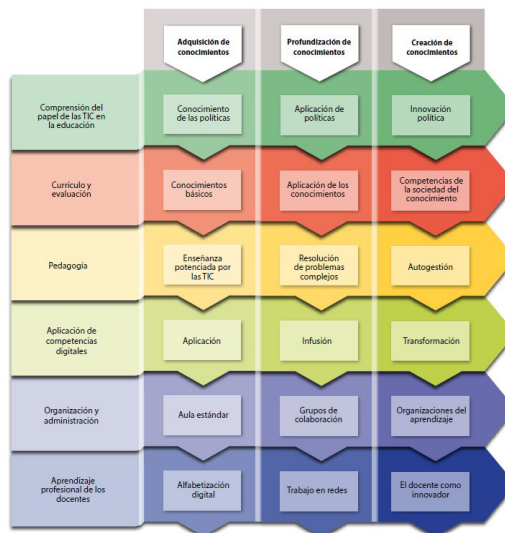 Adquisición de
conocimientos
Profundización de
conocimientos
Creación de
conocimientos
Comprensión del
papel de las TIC en
la educación
Conocimiento
de las políticas
Aplicación de
políticas
Innovación
política
Currículo y
evaluación
Conocimientos
básicos
Aplicación de los
conocimientos
Competencias de
la sociedad del
conocimiento
Pedagogía
Enseñanza
potenciada por
las TIC
Resolución
de problemas
complejos
Autogestión
Aplicación de
competencias
digitales
Aplicación
Infusión
Transformación
Organización y
administración
Aula estándar
Grupos de
colaboración
Organizaciones del
aprendizaje
Aprendizaje
profesional de los
docentes
Alfabetización
digital
Trabajo en redes
El docente como
innovador